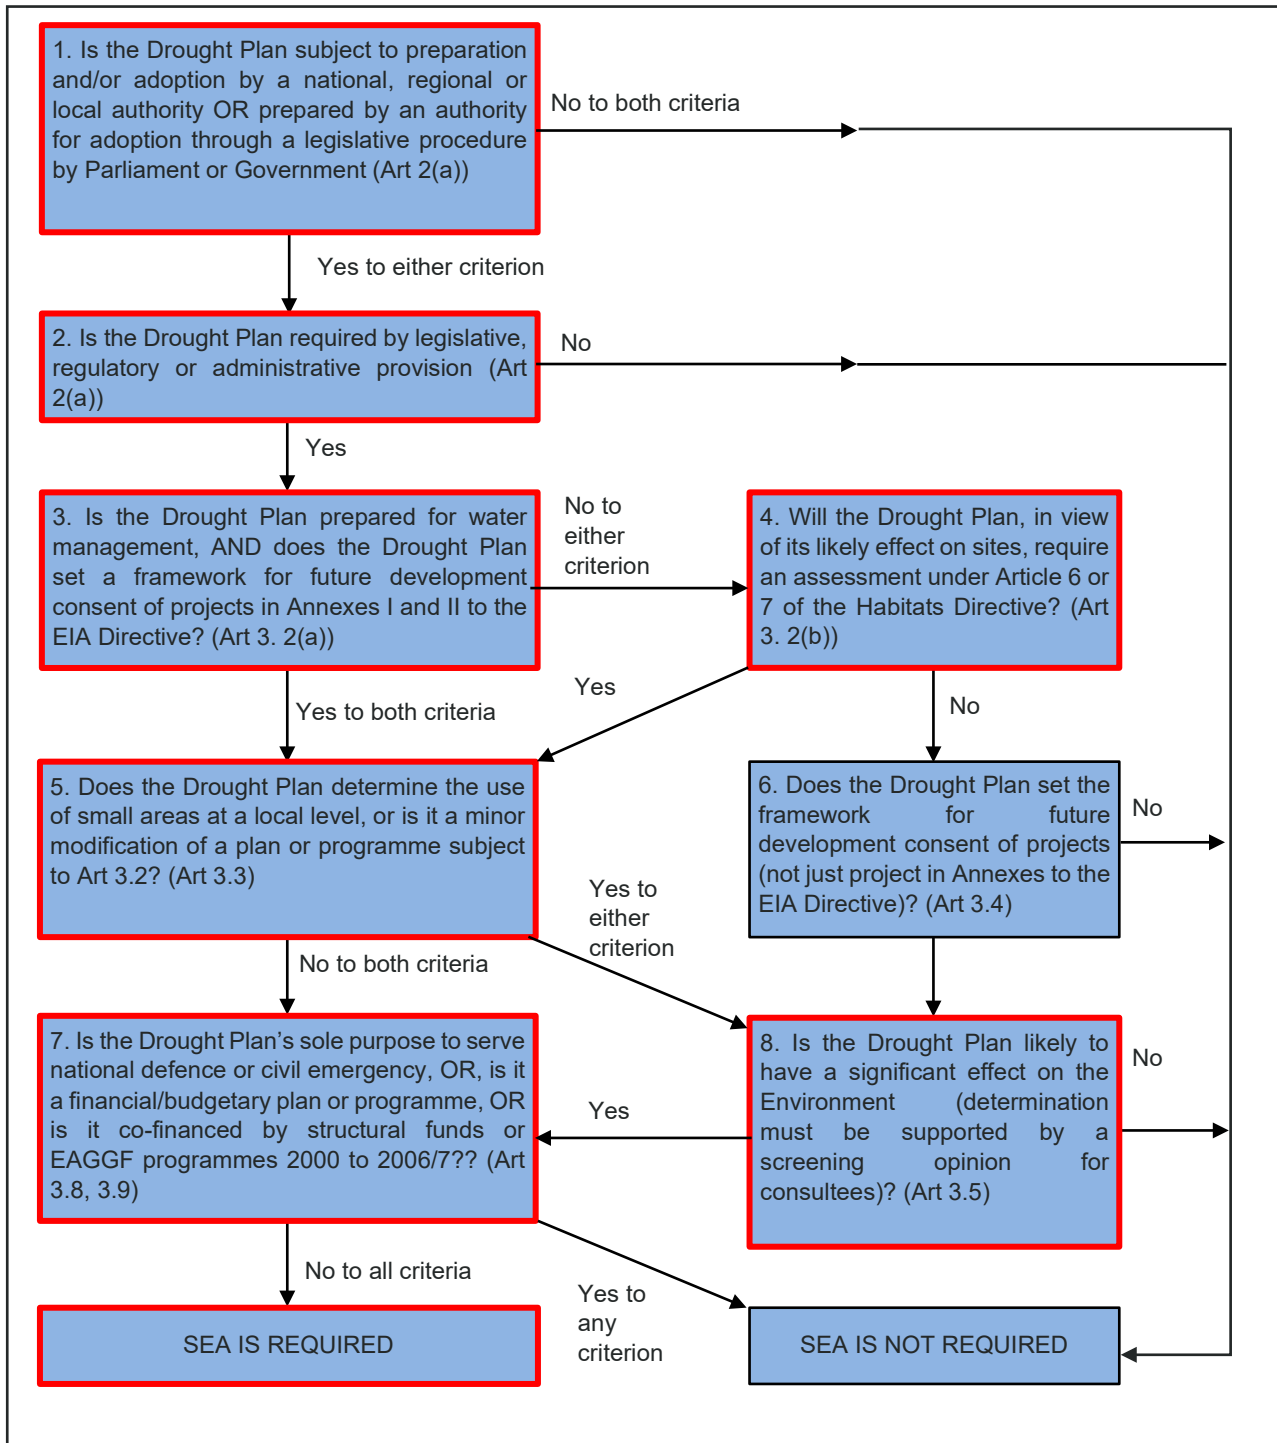 1. Is the Drought Plan subject to preparation
and/or adoption by a national, regional or
local authority OR prepared by an authority
for adoption through a legislative procedure
by Parliament or Government (Art 2(a))
No to both criteria
Yes to either criterion
2. Is the Drought Plan required by legislative,
regulatory or administrative provision (Art
2(a))
No
Yes
3. Is the Drought Plan prepared for water
management, AND does the Drought Plan
set a framework for future development
consent of projects in Annexes I and II to the
EIA Directive? (Art 3. 2(a))
No to
either
criterion
4. Will the Drought Plan, in view
of its likely effect on sites, require
an assessment under Article 6 or
7 of the Habitats Directive? (Art
3. 2(b))
Yes
Yes to both criteria
No
5. Does the Drought Plan determine the use
of small areas at a local level, or is it a minor
modification of a plan or programme subject
to Art 3.2? (Art 3.3)
6. Does the Drought Plan set the
framework for future
development consent of projects
(not just project in Annexes to the
EIA Directive)? (Art 3.4)
No
Yes to
either
criterion
No to both criteria
7. Is the Drought Plan's sole purpose to serve
national defence or civil emergency, OR, is it
a financial/budgetary plan or programme, OR
is it co-financed by structural funds or
EAGGF programmes 2000 to 2006/7?? (Art
3.8, 3.9)
Yes
8. Is the Drought Plan likely to
have a significant effect on the
Environment (determination
must be supported by a
screening opinion for
consultees)? (Art 3.5)
No
No to all criteria
Yes to
any
criterion
SEA IS REQUIRED
SEA IS NOT REQUIRED